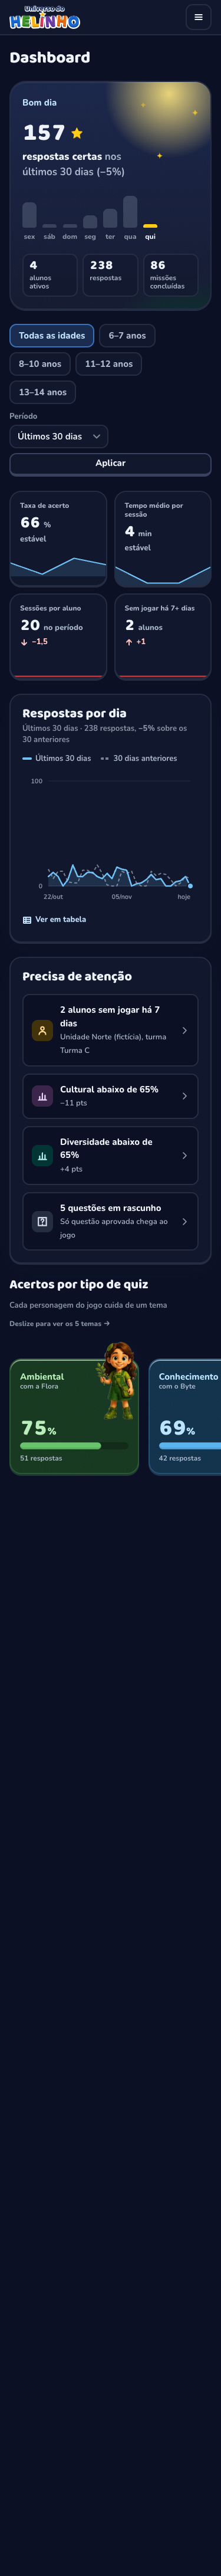 Universo do
HELINHO
Dashboard
Bom dia
157
respostas certas nos
últimos 30 dias (−5%)
sex sáb dom seg ter qua qui
4 238 86
alunos respostas missões
ativos concluídas
Todas as idades 6–7 anos
8–10 anos 11–12 anos
13–14 anos
Período
Últimos 30 dias
Aplicar
Taxa de acerto
66 %
estável
Tempo médio por
sessão
4 min
estável
Sessões por aluno
20 no período
↓ −1,5
Sem jogar há 7+ dias
2 alunos
↑ +1
Respostas por dia
Últimos 30 dias · 238 respostas, −5% sobre os
30 anteriores
Últimos 30 dias 30 dias anteriores
100
0
22/out 05/nov hoje
Ver em tabela
Precisa de atenção
2 alunos sem jogar há 7
dias
Unidade Norte (fictícia), turma
Turma C
Cultural abaixo de 65%
−11 pts
Diversidade abaixo de
65%
+4 pts
5 questões em rascunho
Só questão aprovada chega ao
jogo
Acertos por tipo de quiz
Cada personagem do jogo cuida de um tema
Deslize para ver os 5 temas →
Ambiental
com a Flora
75%
51 respostas
Conhecimento
com o Byte
69%
42 respostas